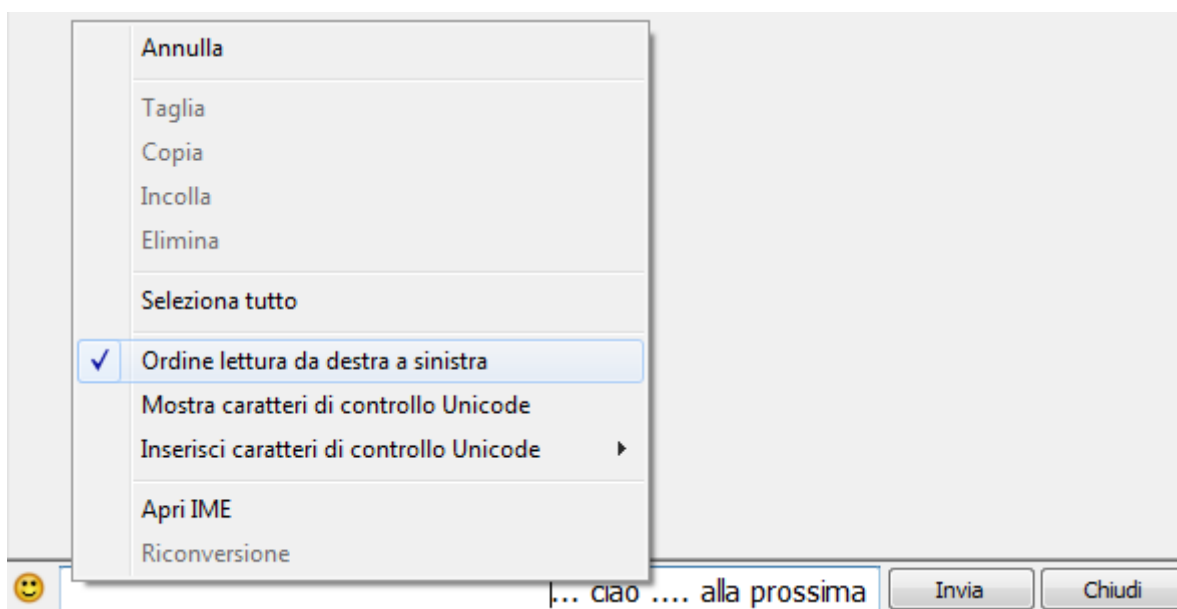 Annulla
Taglia
Copia
Incolla
Elimina
Seleziona tutto
Ordine lettura da destra a sinistra
Mostra caratteri di controllo Unicode
Inserisci caratteri di controllo Unicode
Apri IME
Riconversione
... ciao .... alla prossima
Invia
Chiudi